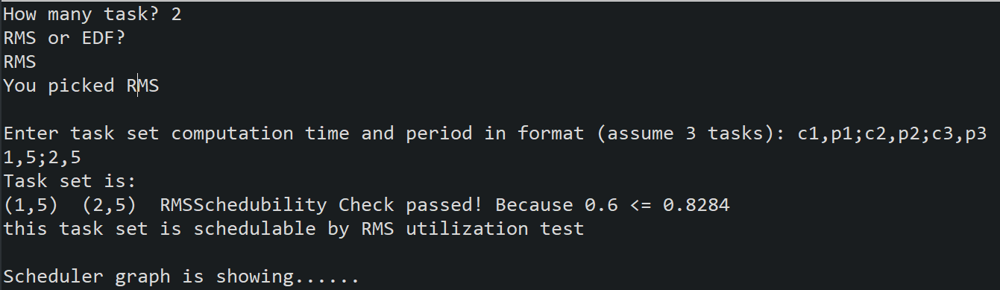 How many task? 2
RMS or EDF?
RMS
You picked RMS
Enter task set computation time and period in format (assume 3 tasks): c1,p1;c2,p2;c3,p3
1,5;2,5
Task set is:
(1,5)  (2,5)  RMSSchedubility Check passed! Because 0.6 <= 0.8284
this task set is schedulable by RMS utilization test
Scheduler graph is showing......